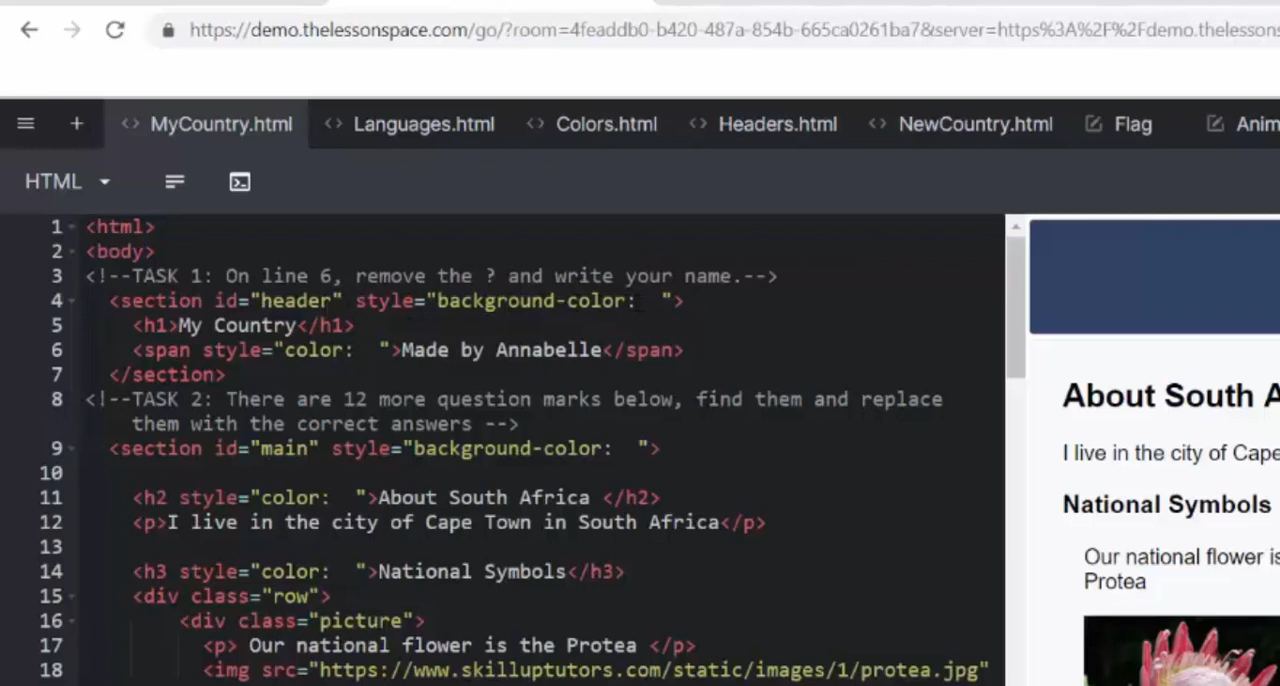 https://demo.thelessonspace.com/go/?room=4feaddb0-b420-487a-854b-665ca0261ba7&server=https%3A%2F%2Fdemo.thelessons
MyCountry.html Languages.html Colors.html Headers.html NewCountry.html Flag Anim
HTML
1 <html>
2 <body>
3 <!--TASK 1: On line 6, remove the ? and write your name.-->
4 <section id="header" style="background-color:  ">
5 <h1>My Country</h1>
6 <span style="color:  ">Made by Annabelle</span>
7 </section>
8 <!--TASK 2: There are 12 more question marks below, find them and replace
them with the correct answers -->
9 <section id="main" style="background-color:  ">
10
11 <h2 style="color:  ">About South Africa </h2>
12 <p>I live in the city of Cape Town in South Africa</p>
13
14 <h3 style="color:  ">National Symbols</h3>
15 <div class="row">
16 <div class="picture">
17 <p> Our national flower is the Protea </p>
18 <img src="https://www.skilluptutors.com/static/images/1/protea.jpg"
About South A
I live in the city of Cape
National Symbols
Our national flower is
Protea